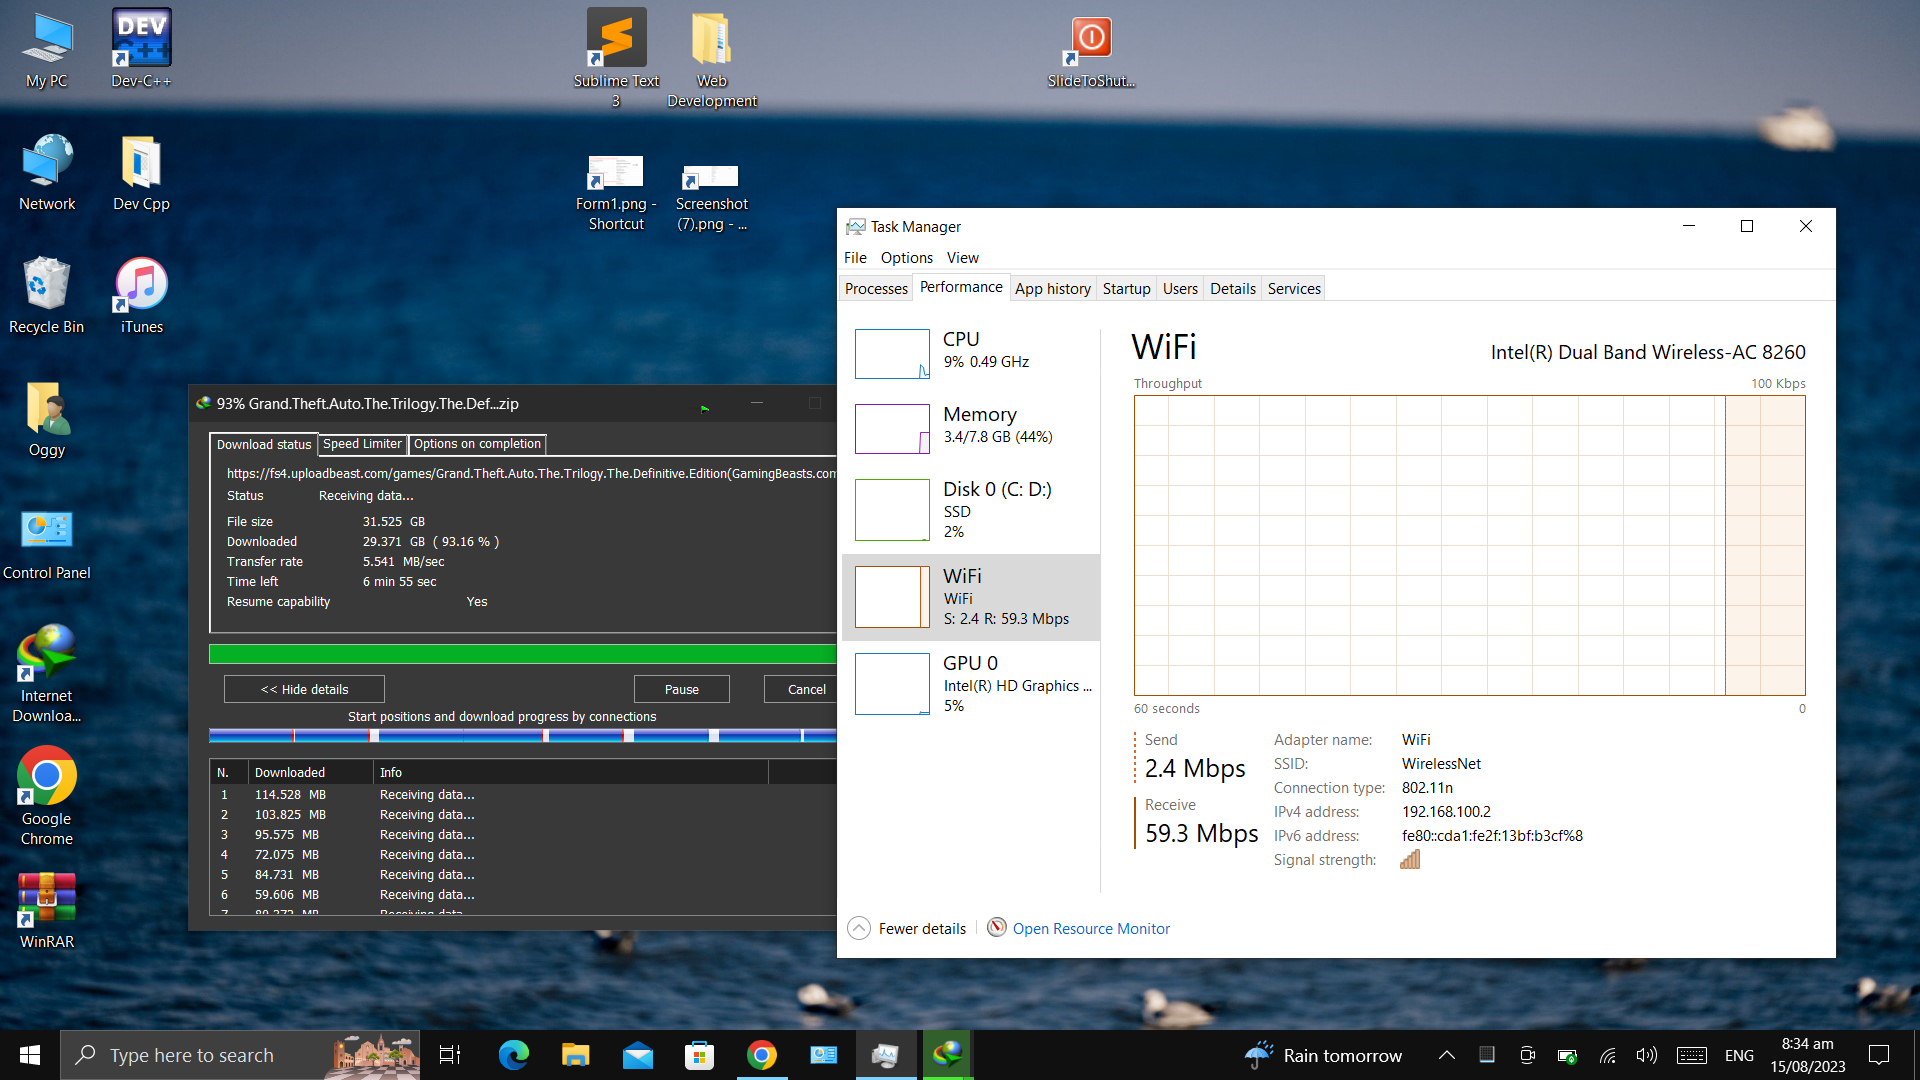 My PC
DEV
C++
Dev-C++
Sublime Text
3
Web
Development
SlideToShut...
Network
Dev Cpp
Form1.png -
Shortcut
Screenshot
(7).png - ...
Recycle Bin
iTunes
Oggy
Control Panel
Internet
Downloa...
Google
Chrome
WinRAR
93% Grand.Theft.Auto.The.Trilogy.The.Def...zip
Download status
Speed Limiter
Options on completion
https://fs4.uploadbeast.com/games/Grand.Theft.Auto.The.Trilogy.The.Definitive.Edition(GamingBeasts.com
Status Receiving data...
File size 31.525 GB
Downloaded 29.371 GB ( 93.16 % )
Transfer rate 5.541 MB/sec
Time left 6 min 55 sec
Resume capability Yes
<< Hide details
Pause
Cancel
Start positions and download progress by connections
N. Downloaded Info
1 114.528 MB Receiving data...
2 103.825 MB Receiving data...
3 95.575 MB Receiving data...
4 72.075 MB Receiving data...
5 84.731 MB Receiving data...
6 59.606 MB Receiving data...
Task Manager
File Options View
Processes Performance App history Startup Users Details Services
CPU
9% 0.49 GHz
Memory
3.4/7.8 GB (44%)
Disk 0 (C: D:)
SSD
2%
WiFi
WiFi
S: 2.4 R: 59.3 Mbps
GPU 0
Intel(R) HD Graphics ...
5%
WiFi
Intel(R) Dual Band Wireless-AC 8260
Throughput 100 Kbps
60 seconds 0
Send
2.4 Mbps
Receive
59.3 Mbps
Adapter name: WiFi
SSID: WirelessNet
Connection type: 802.11n
IPv4 address: 192.168.100.2
IPv6 address: fe80::cda1:fe2f:13bf:b3cf%8
Signal strength:
Fewer details
Open Resource Monitor
Type here to search
Rain tomorrow
ENG
8:34 am
15/08/2023